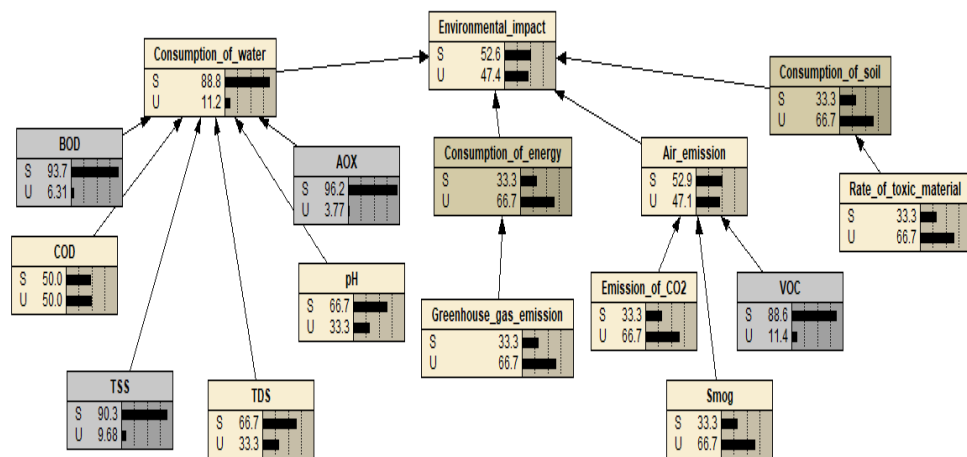 Environmental_impact
S 52.6
U 47.4
Consumption_of_water
S 88.8
U 11.2
Consumption_of_soil
S 33.3
U 66.7
BOD
S 93.7
U 6.31
AOX
S 96.2
U 3.77
Consumption_of_energy
S 33.3
U 66.7
Air_emission
S 52.9
U 47.1
Rate_of_toxic_material
S 33.3
U 66.7
COD
S 50.0
U 50.0
pH
S 66.7
U 33.3
Greenhouse_gas_emission
S 33.3
U 66.7
Emission_of_CO2
S 33.3
U 66.7
VOC
S 88.6
U 11.4
TSS
S 90.3
U 9.68
TDS
S 66.7
U 33.3
Smog
S 33.3
U 66.7